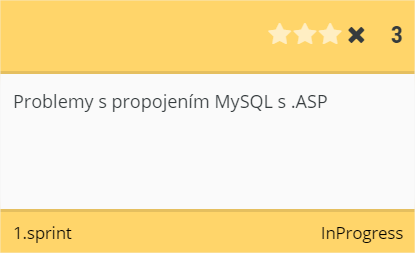 3
Problemy s propojením MySQL s .ASP
1.sprint InProgress